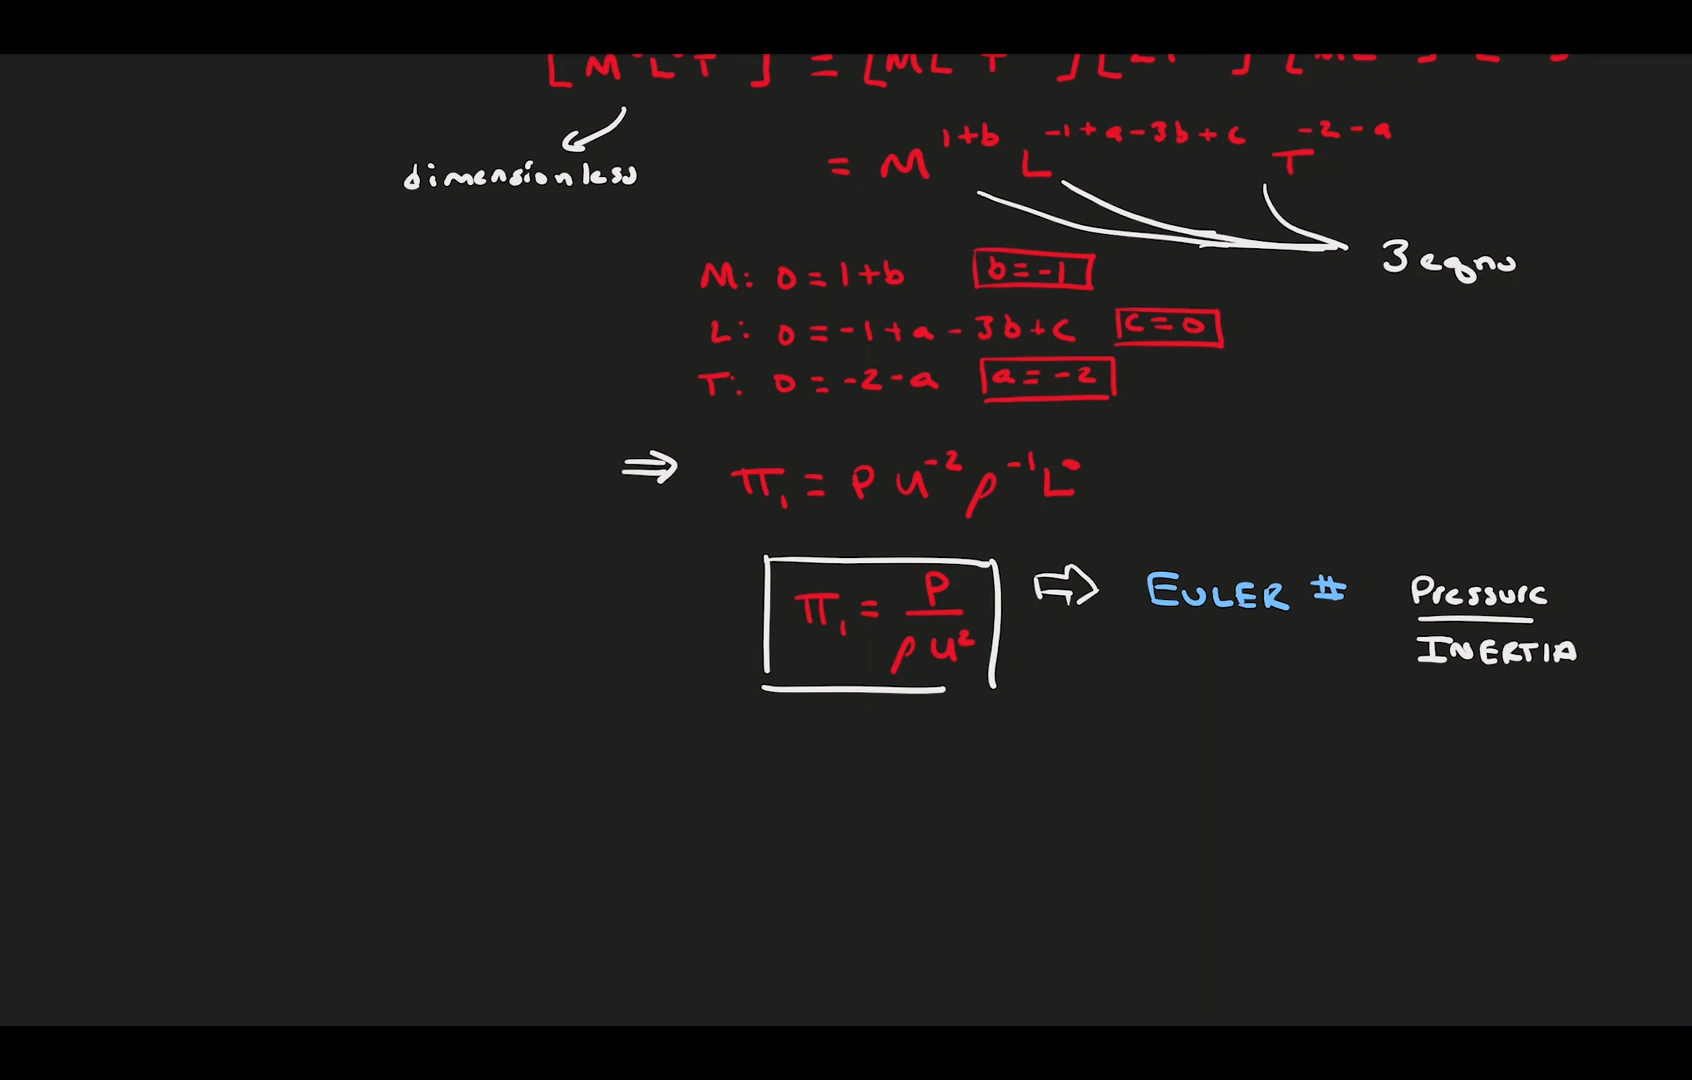 = M^{1+b} L^{-1+a-3b+c} T^{-2-a}
dimensionless
3 eqns
M: 0 = 1+b b=-1
L: 0 = -1+a-3b+c c=0
T: 0 = -2-a a=-2
⇒ π₁ = P u^{-2} ρ^{-1} L^{0}
π₁ = P / ρu² ⇨ EULER # Pressure / INERTIA